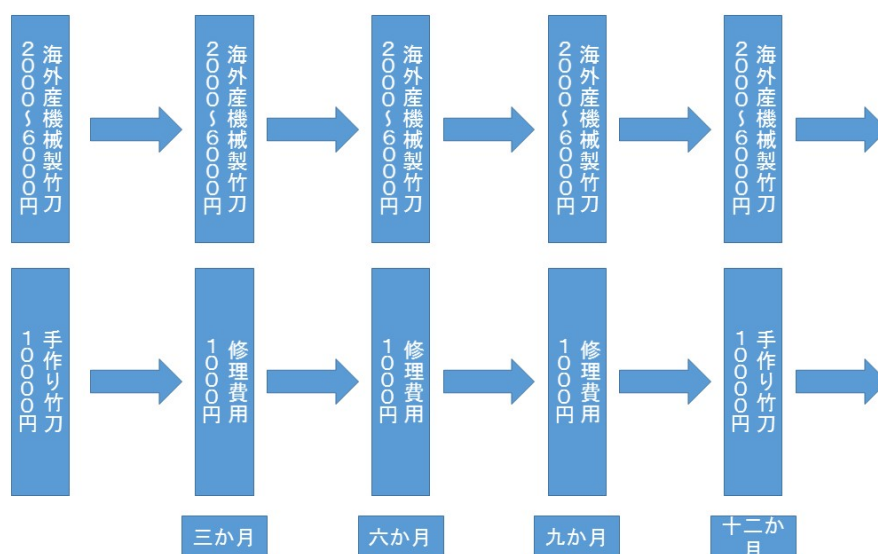 海外産機械製竹刀
2000～6000円
海外産機械製竹刀
2000～6000円
海外産機械製竹刀
2000～6000円
海外産機械製竹刀
2000～6000円
海外産機械製竹刀
2000～6000円
手作り竹刀
10000円
修理費用
1000円
修理費用
1000円
修理費用
1000円
手作り竹刀
10000円
三か月
六か月
九か月
十二か
月